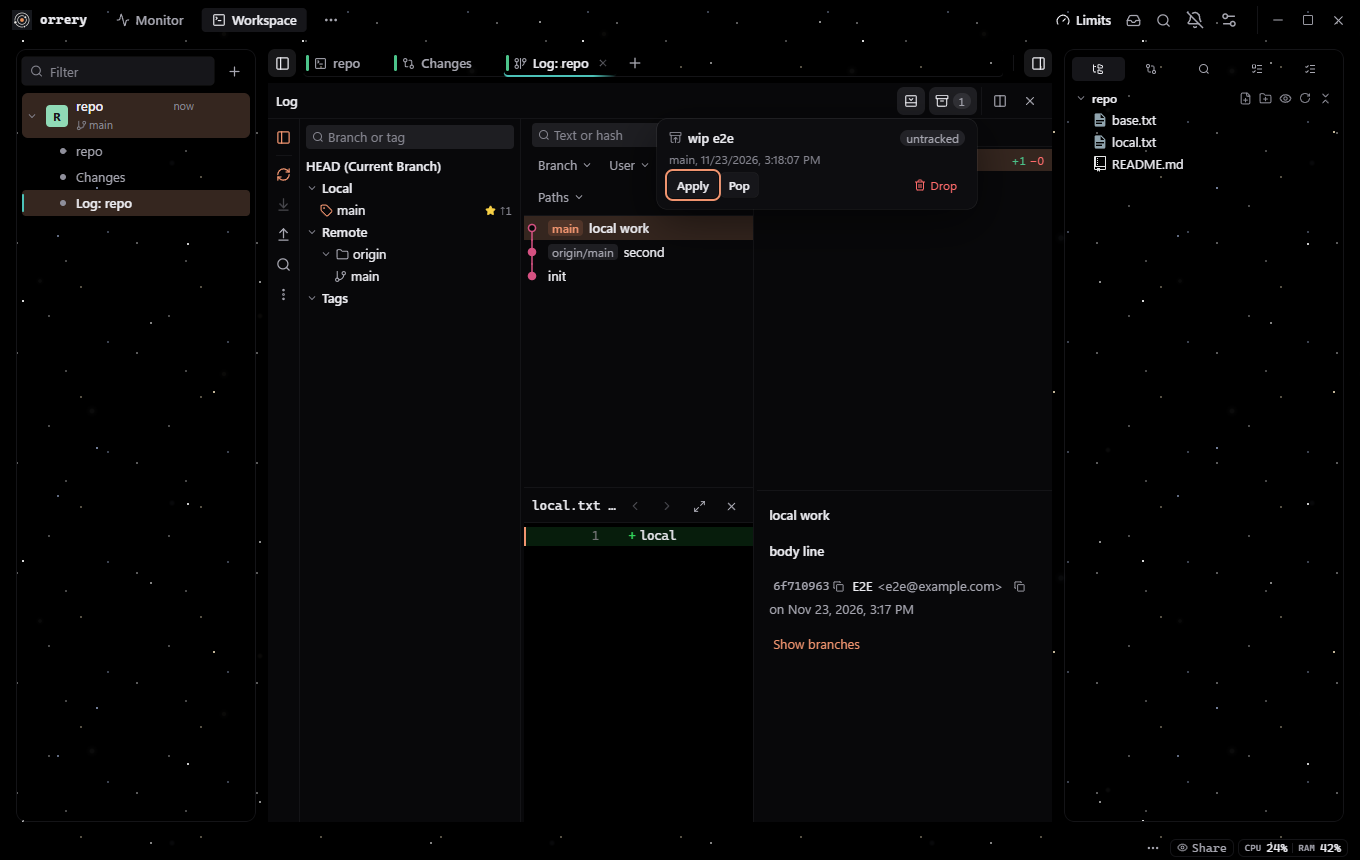 orrery
Monitor
Workspace
Limits
Filter
R
repo
now
main
repo
Changes
Log: repo
repo
Changes
Log: repo
Log
1
Branch or tag
HEAD (Current Branch)
Local
main
↑1
Remote
origin
main
Tags
Text or hash
Branch
User
Paths
main local work
origin/main second
init
wip e2e
untracked
main, 11/23/2026, 3:18:07 PM
Apply
Pop
Drop
+1 −0
local.txt …
1 + local
local work
body line
6f710963 E2E <e2e@example.com>
on Nov 23, 2026, 3:17 PM
Show branches
repo
base.txt
local.txt
README.md
Share
CPU 24%
RAM 42%